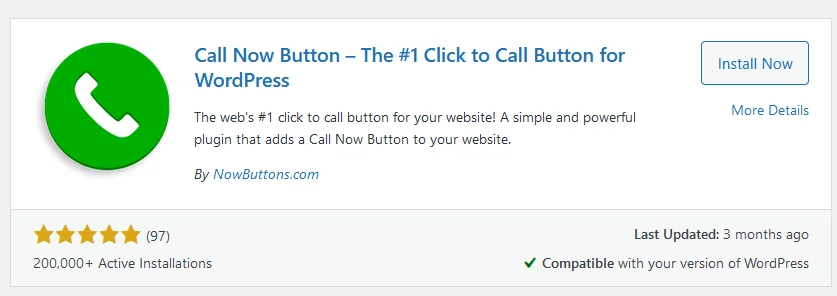 Call Now Button – The #1 Click to Call Button for
WordPress
Install Now
More Details
The web's #1 click to call button for your website! A simple and powerful
plugin that adds a Call Now Button to your website.
By NowButtons.com
(97)
200,000+ Active Installations
Last Updated: 3 months ago
Compatible with your version of WordPress